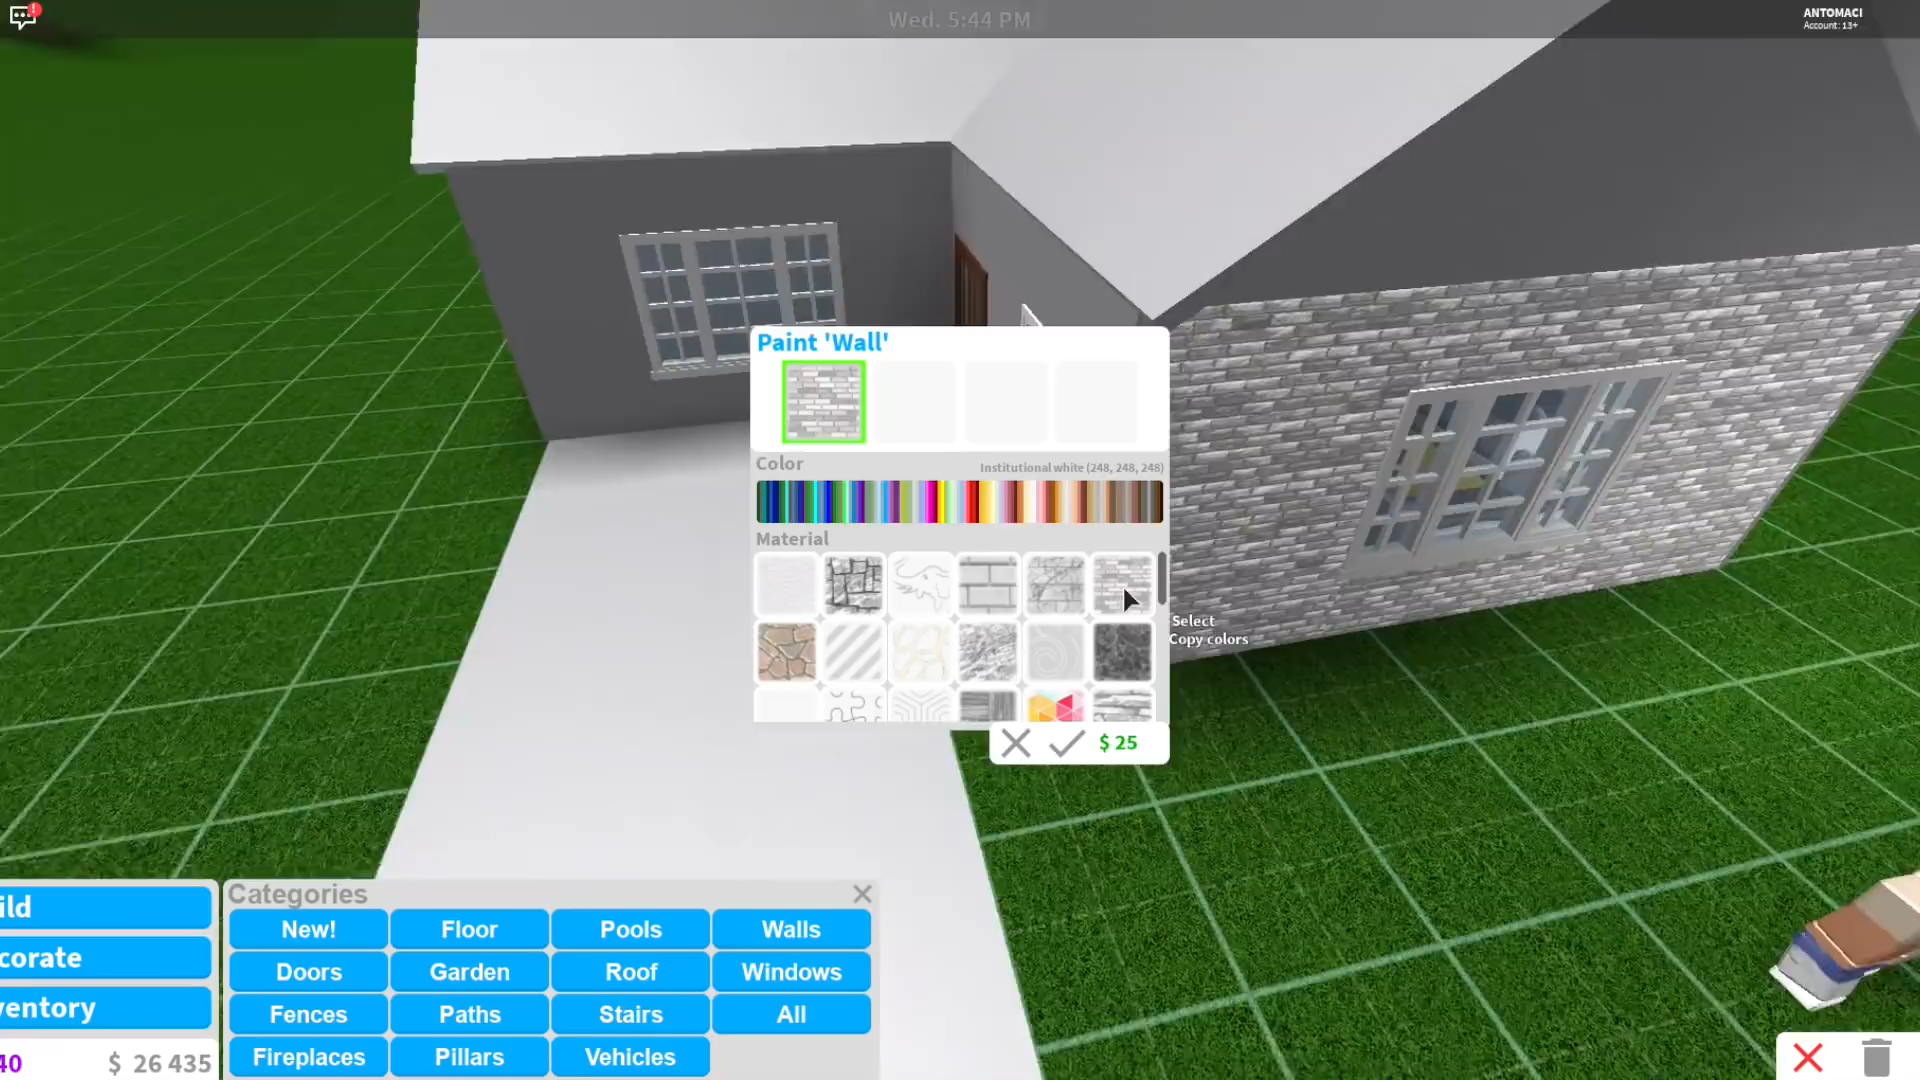 Wed. 5:44 PM
ANTOMACI
Account: 13+
Paint 'Wall'
Color
Institutional white (248, 248, 248)
Material
Select
Copy colors
$ 25
ild
corate
ventory
40
$ 26 435
Categories
New!
Floor
Pools
Walls
Doors
Garden
Roof
Windows
Fences
Paths
Stairs
All
Fireplaces
Pillars
Vehicles